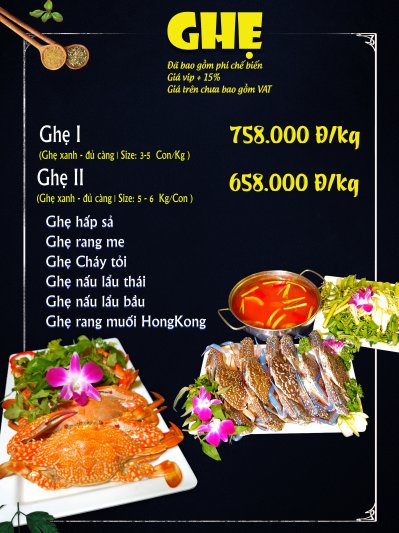 GHẸ
Đã bao gồm phí chế biến
Giá vip + 15%
Giá trên chưa bao gồm VAT
Ghẹ I 758.000 Đ/kg
(Ghẹ xanh - đủ càng | Size: 3-5 Con/Kg )
Ghẹ II 658.000 Đ/kg
(Ghẹ xanh - đủ càng | Size: 5 - 6 Kg/Con )
Ghẹ hấp sả
Ghẹ rang me
Ghẹ Cháy tỏi
Ghẹ nấu lẩu thái
Ghẹ nấu lẩu bầu
Ghẹ rang muối HongKong